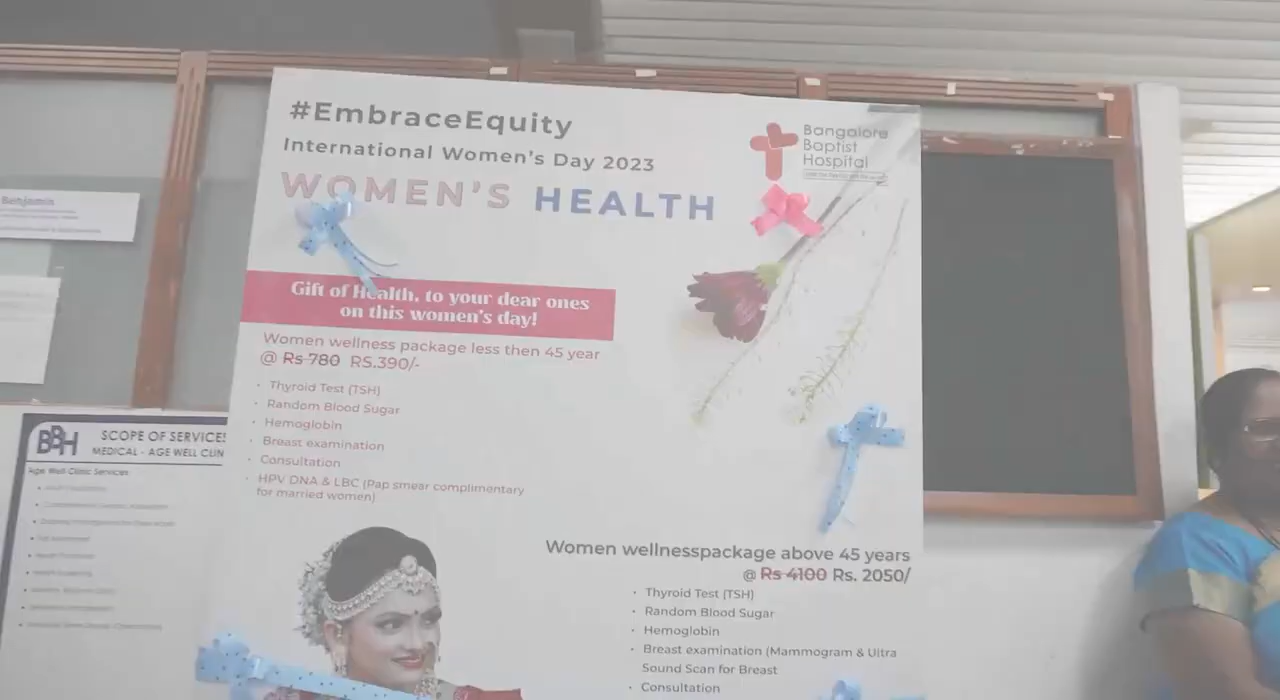 #EmbraceEquity
International Women's Day 2023
WOMEN'S HEALTH
Bangalore
Baptist
Hospital
Gift of Health, to your dear ones
on this women's day!
Women wellness package less then 45 year
@ Rs 780 RS.390/-
• Thyroid Test (TSH)
• Random Blood Sugar
• Hemoglobin
• Breast examination
• Consultation
• HPV DNA & LBC (Pap smear complimentary
for married women)
Women wellnesspackage above 45 years
@ Rs 4100 Rs. 2050/
• Thyroid Test (TSH)
• Random Blood Sugar
• Hemoglobin
• Breast examination (Mammogram & Ultra
Sound Scan for Breast
• Consultation
Benjamin
BBH
SCOPE OF SERVICES
MEDICAL - AGE WELL CLIN
Age Well Clinic Services